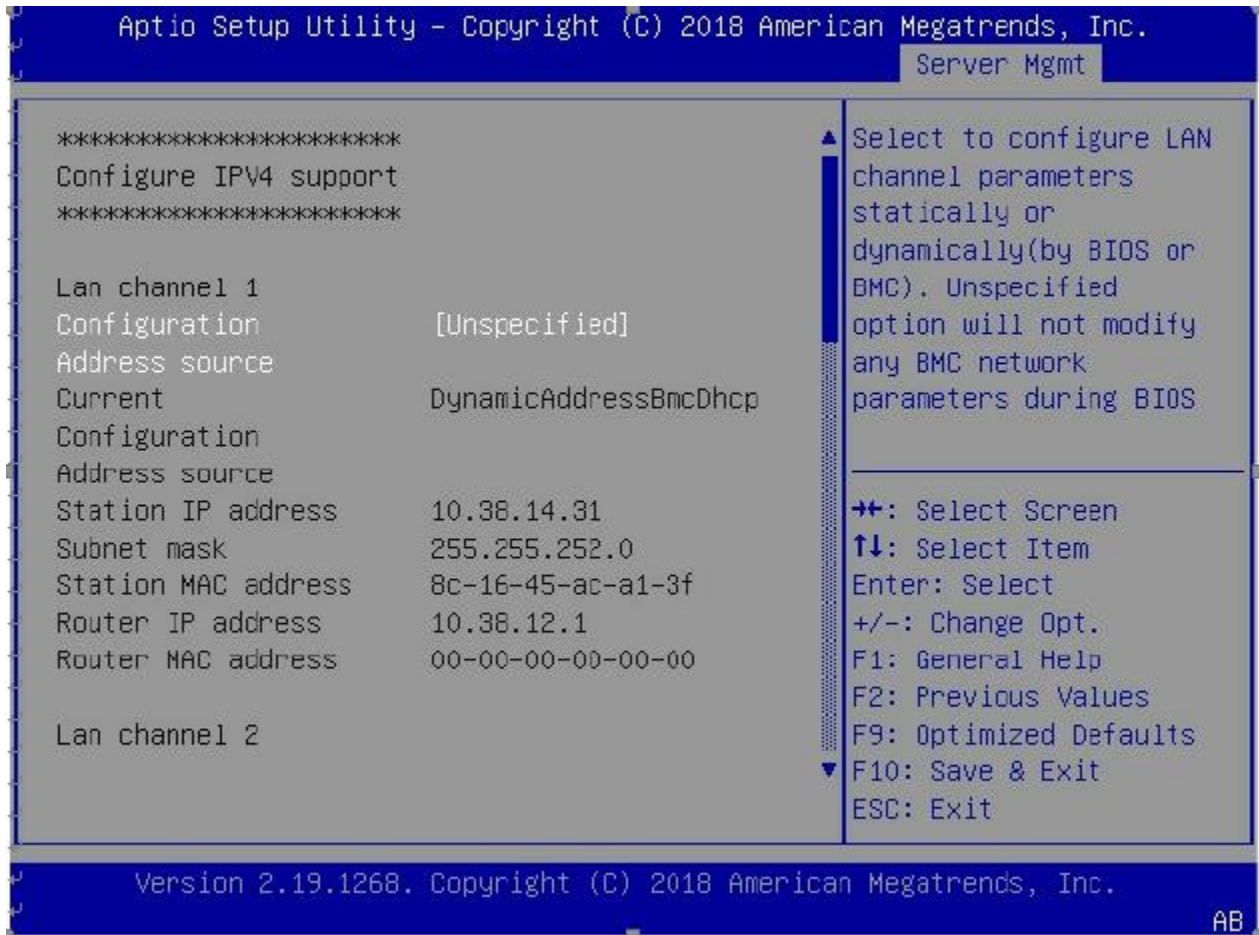 Aptio Setup Utility – Copyright (C) 2018 American Megatrends, Inc.
Server Mgmt
**********************
Configure IPV4 support
**********************
Lan channel 1
Configuration [Unspecified]
Address source
Current DynamicAddressBmcDhcp
Configuration
Address source
Station IP address 10.38.14.31
Subnet mask 255.255.252.0
Station MAC address 8c-16-45-ac-a1-3f
Router IP address 10.38.12.1
Router MAC address 00-00-00-00-00-00
Lan channel 2
Select to configure LAN
channel parameters
statically or
dynamically(by BIOS or
BMC). Unspecified
option will not modify
any BMC network
parameters during BIOS
→←: Select Screen
↑↓: Select Item
Enter: Select
+/-: Change Opt.
F1: General Help
F2: Previous Values
F9: Optimized Defaults
F10: Save & Exit
ESC: Exit
Version 2.19.1268. Copyright (C) 2018 American Megatrends, Inc.
AB